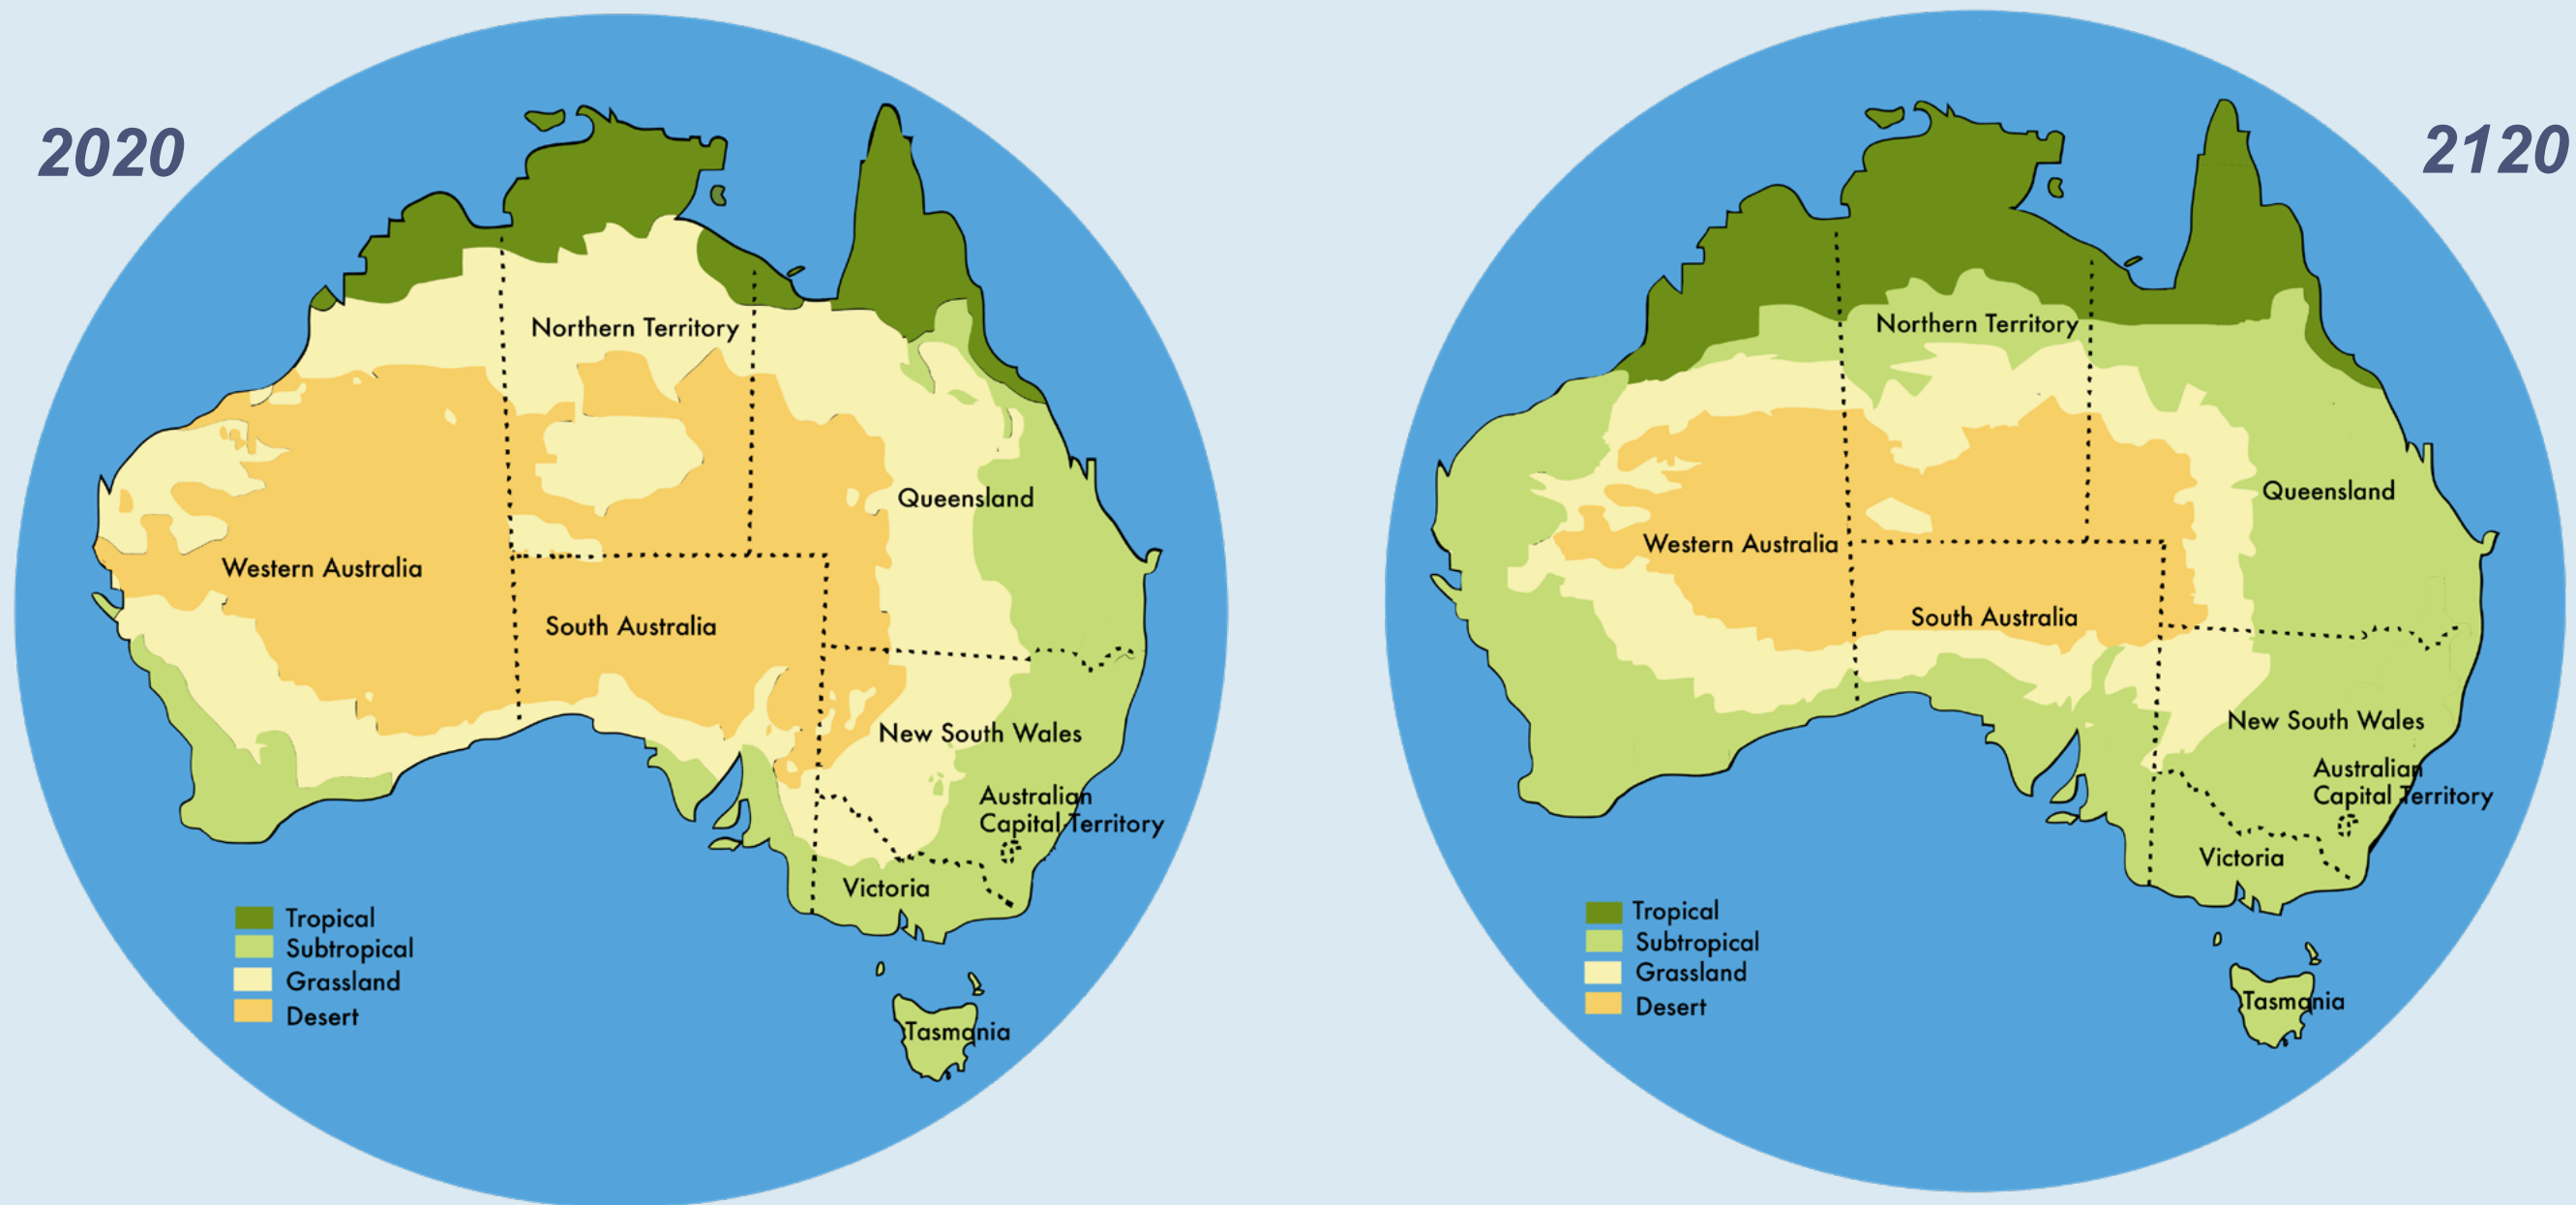 2020
Northern Territory
Queensland
Western Australia
South Australia
New South Wales
Australian
Capital Territory
Victoria
Tropical
Subtropical
Grassland
Desert
Tasmania
2120
Northern Territory
Queensland
Western Australia
South Australia
New South Wales
Australian
Capital Territory
Victoria
Tropical
Subtropical
Grassland
Desert
Tasmania